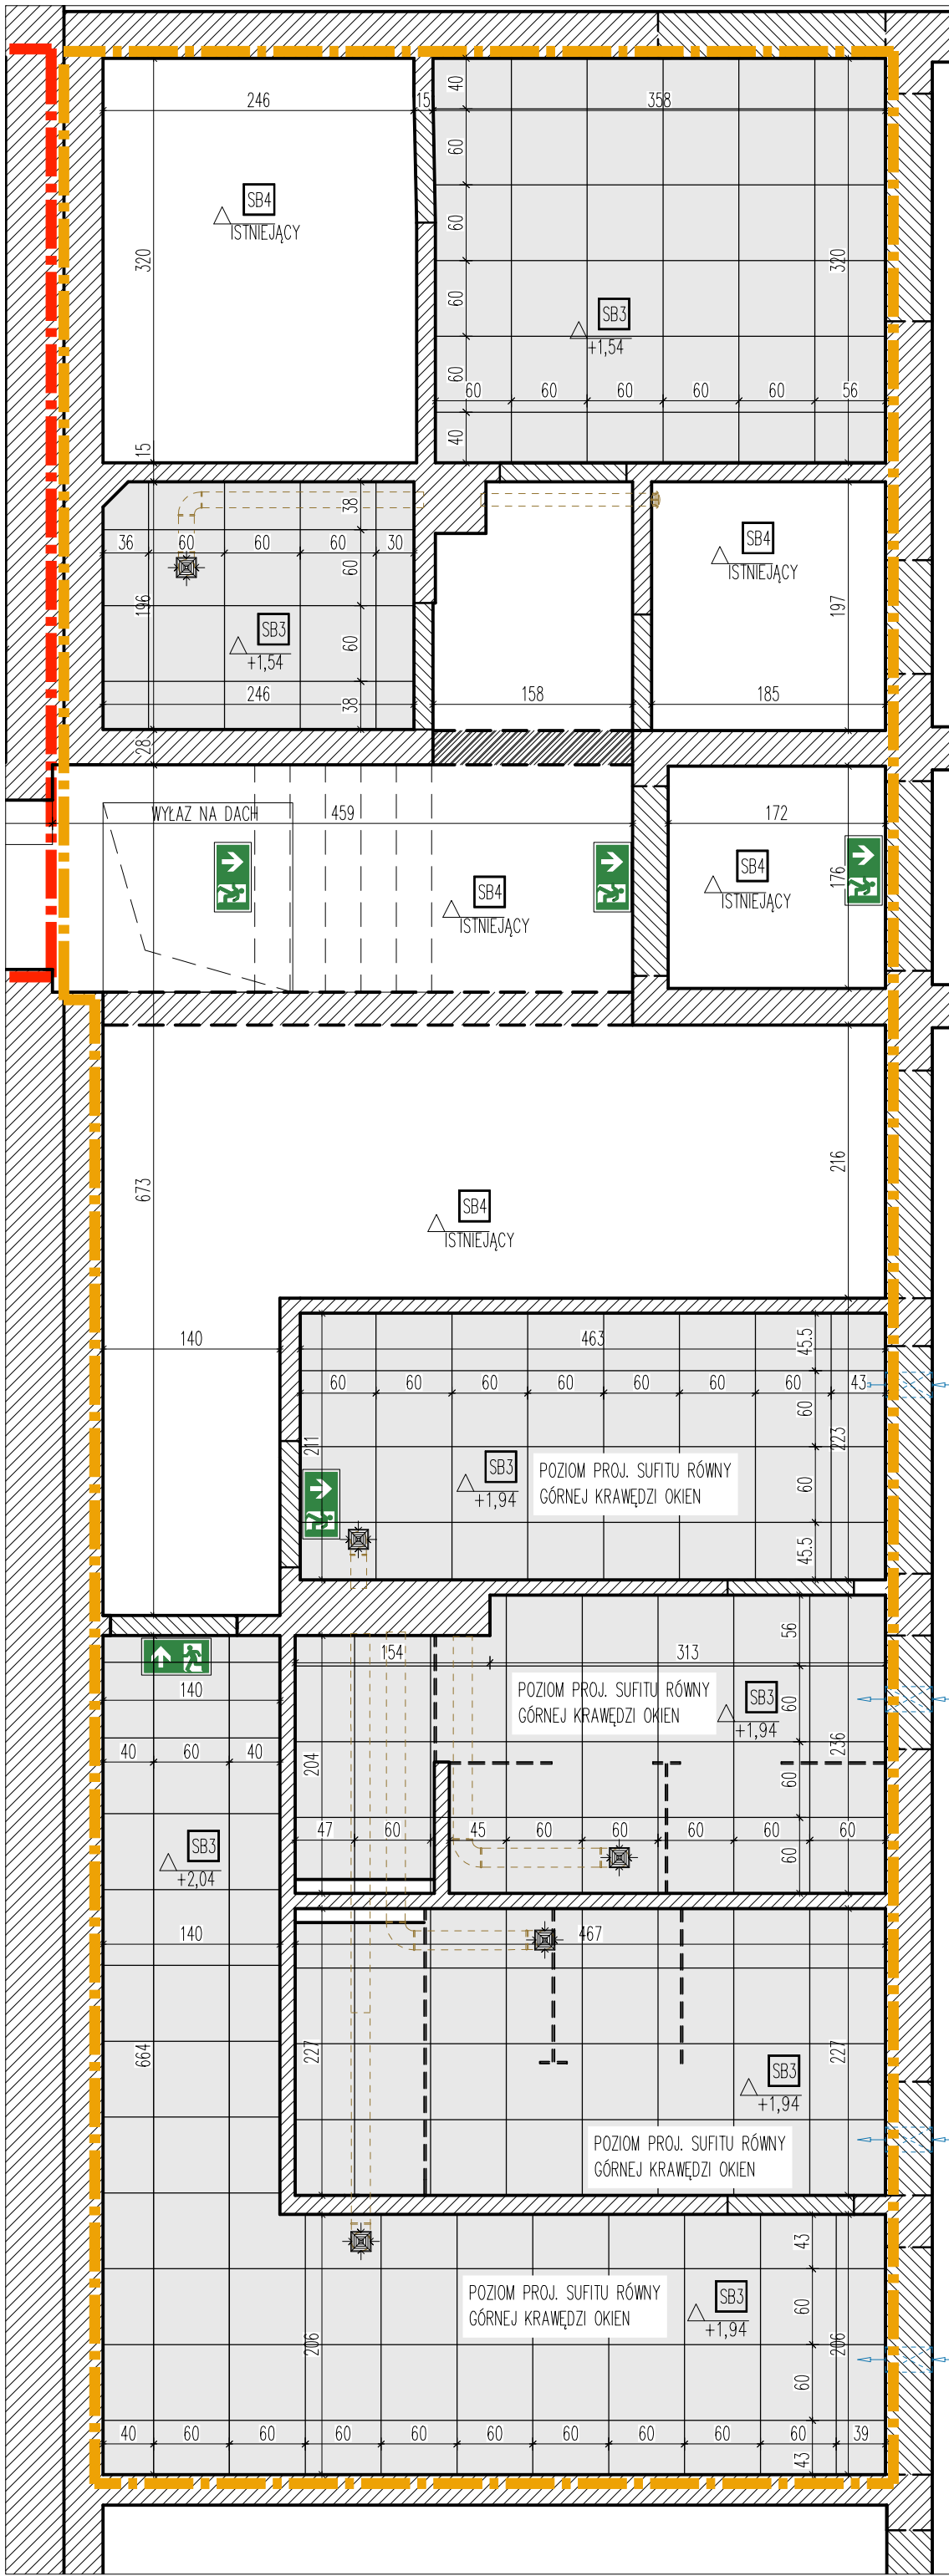 40
246
15
358
60
SB4
ISTNIEJĄCY
60
320
320
60
SB3
+1,54
60
60 60 60 60 60 56
15
40
38
36 60 60 60 30
SB4
ISTNIEJĄCY
60
196
197
SB3
+1,54
60
246
158
185
38
28
WYŁAZ NA DACH
459
172
SB4
ISTNIEJĄCY
176
SB4
ISTNIEJĄCY
216
673
SB4
ISTNIEJĄCY
140
463
45.5
60 60 60 60 60 60 60 43
60
211
223
SB3
+1,94
POZIOM PROJ. SUFITU RÓWNY
GÓRNEJ KRAWĘDZI OKIEN
60
45.5
56
154
313
140
POZIOM PROJ. SUFITU RÓWNY
GÓRNEJ KRAWĘDZI OKIEN
SB3
+1,94
60
40 60 40
204
236
60
47 60 45 60 60 60 60 60
SB3
+2,04
60
140
467
664
227
227
SB3
+1,94
POZIOM PROJ. SUFITU RÓWNY
GÓRNEJ KRAWĘDZI OKIEN
43
POZIOM PROJ. SUFITU RÓWNY
GÓRNEJ KRAWĘDZI OKIEN
SB3
+1,94
60
206
206
60
40 60 60 60 60 60 60 60 60 60 39
43